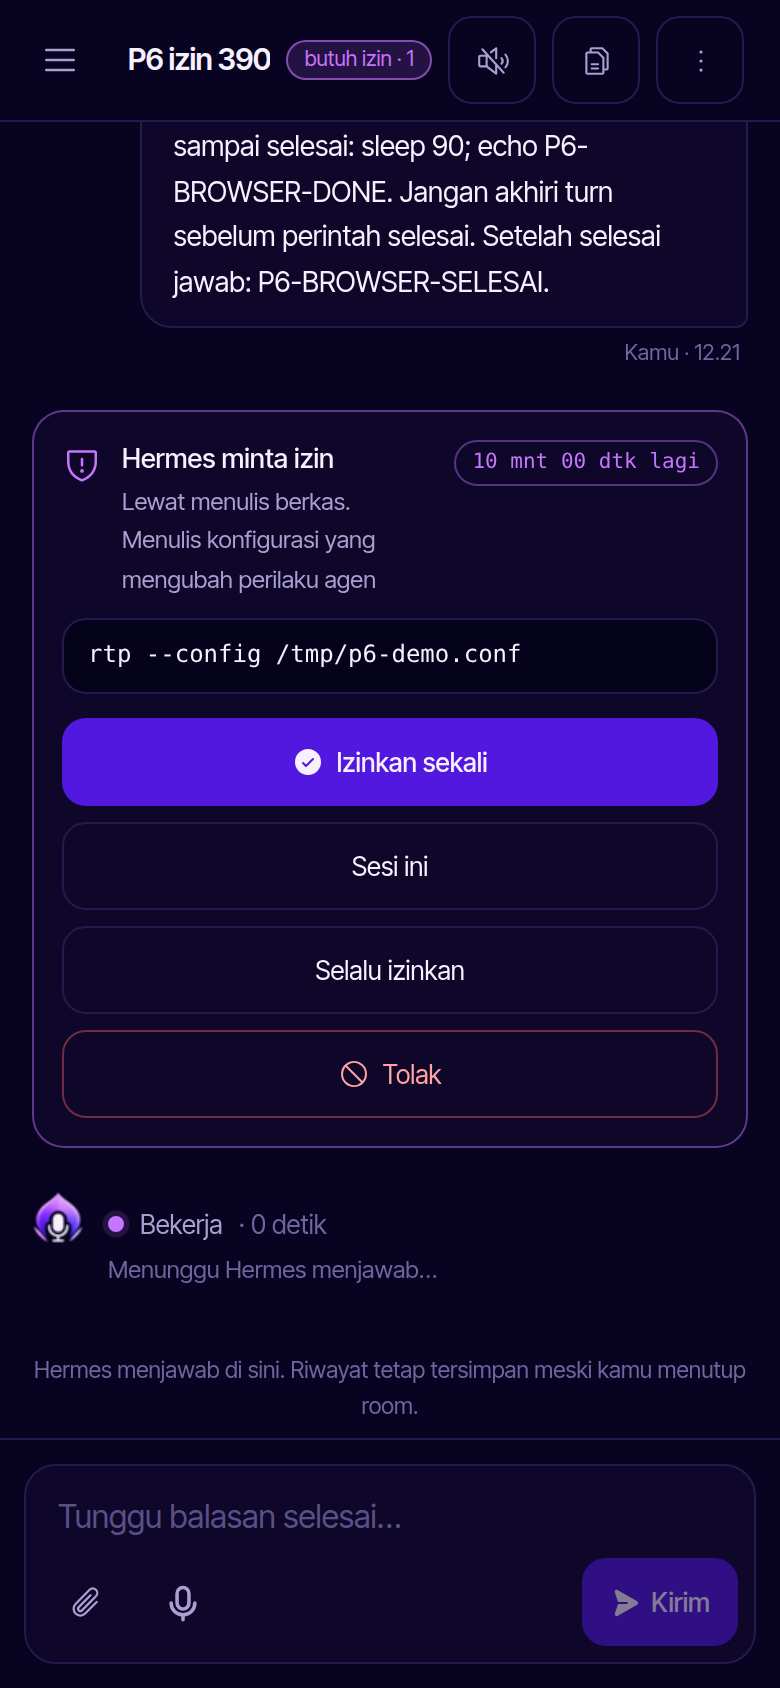 P6 izin 390
butuh izin · 1
sampai selesai: sleep 90; echo P6-
BROWSER-DONE. Jangan akhiri turn
sebelum perintah selesai. Setelah selesai
jawab: P6-BROWSER-SELESAI.
Kamu · 12.21
Hermes minta izin
10 mnt 00 dtk lagi
Lewat menulis berkas.
Menulis konfigurasi yang
mengubah perilaku agen
rtp --config /tmp/p6-demo.conf
Izinkan sekali
Sesi ini
Selalu izinkan
Tolak
Bekerja · 0 detik
Menunggu Hermes menjawab...
Hermes menjawab di sini. Riwayat tetap tersimpan meski kamu menutup
room.
Tunggu balasan selesai...
Kirim